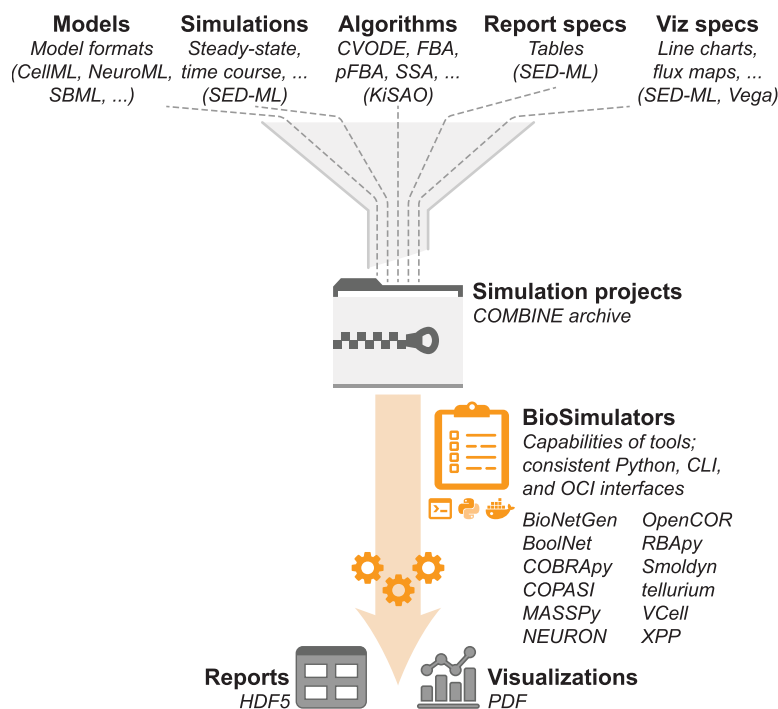 Models
Model formats
(CellML, NeuroML,
SBML, ...)
Simulations
Steady-state,
time course, ...
(SED-ML)
Algorithms
CVODE, FBA,
pFBA, SSA, ...
(KiSAO)
Report specs
Tables
(SED-ML)
Viz specs
Line charts,
flux maps, ...
(SED-ML, Vega)
Simulation projects
COMBINE archive
BioSimulators
Capabilities of tools;
consistent Python, CLI,
and OCI interfaces
BioNetGen
BoolNet
COBRApy
COPASI
MASSPy
NEURON
OpenCOR
RBApy
Smoldyn
tellurium
VCell
XPP
Reports
HDF5
Visualizations
PDF